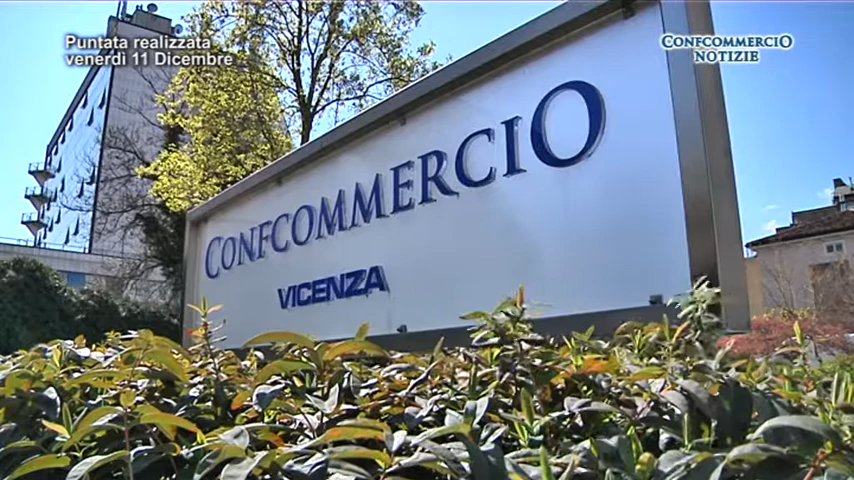 Puntata realizzata
venerdì 11 Dicembre
CONFCOMMERCIO
NOTIZIE
CONFCOMMERCIO
VICENZA